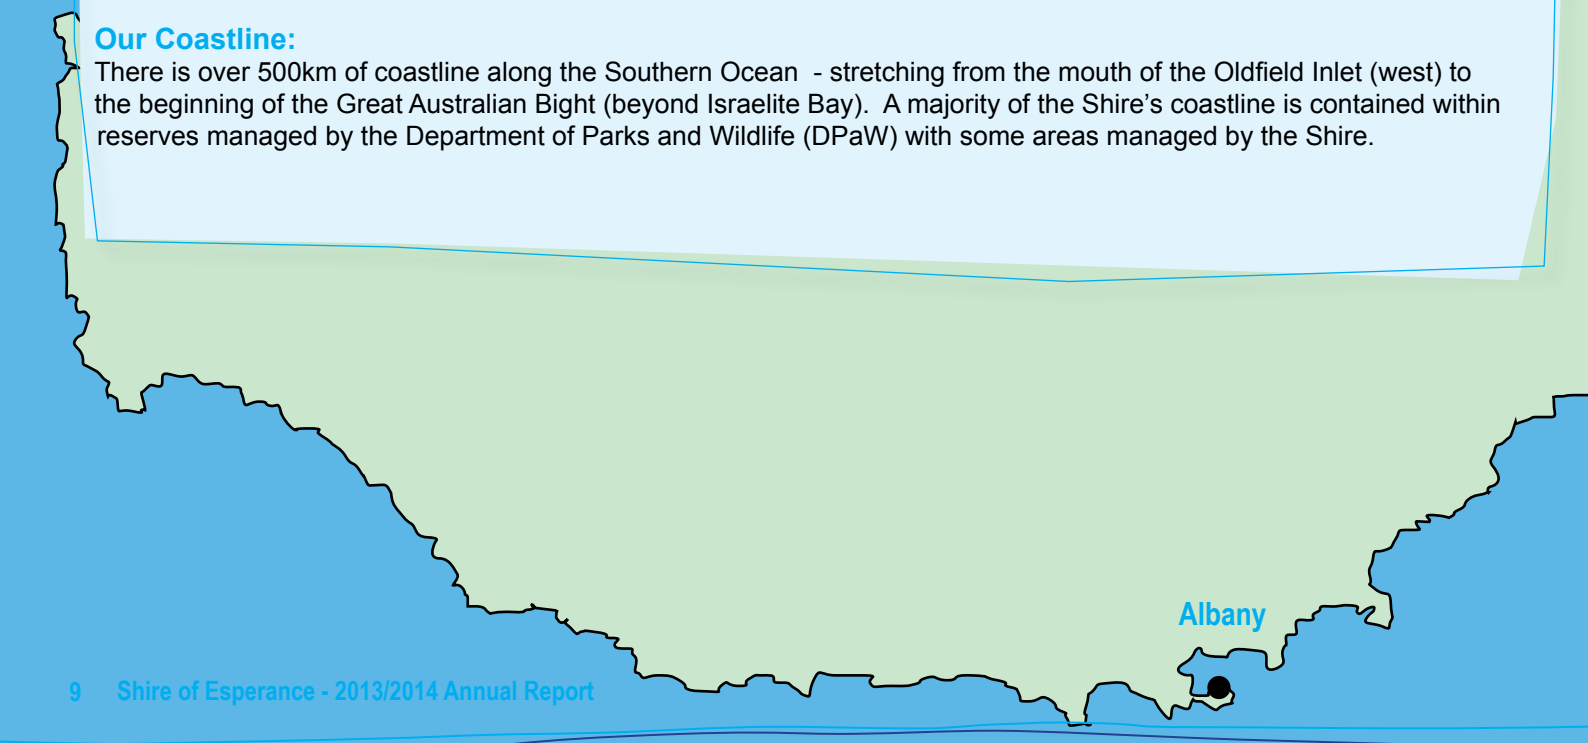 Our Coastline:
There is over 500km of coastline along the Southern Ocean  - stretching from the mouth of the Oldfield Inlet (west) to
the beginning of the Great Australian Bight (beyond Israelite Bay).  A majority of the Shire's coastline is contained within
reserves managed by the Department of Parks and Wildlife (DPaW) with some areas managed by the Shire.
Albany
9 Shire of Esperance - 2013/2014 Annual Report